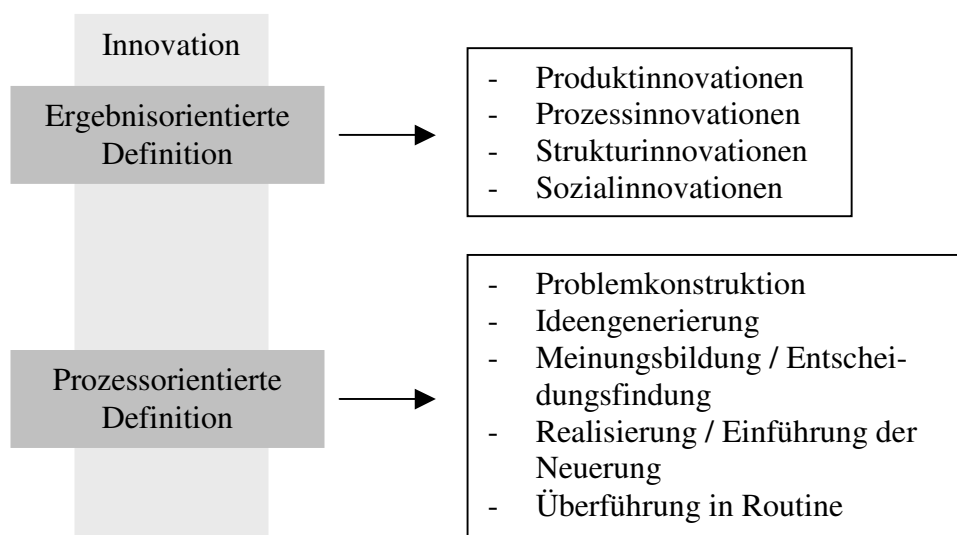 Innovation
Ergebnisorientierte
Definition
- Produktinnovationen
- Prozessinnovationen
- Strukturinnovationen
- Sozialinnovationen
Prozessorientierte
Definition
- Problemkonstruktion
- Ideengenerierung
- Meinungsbildung / Entschei-
dungsfindung
- Realisierung / Einführung der
Neuerung
- Überführung in Routine